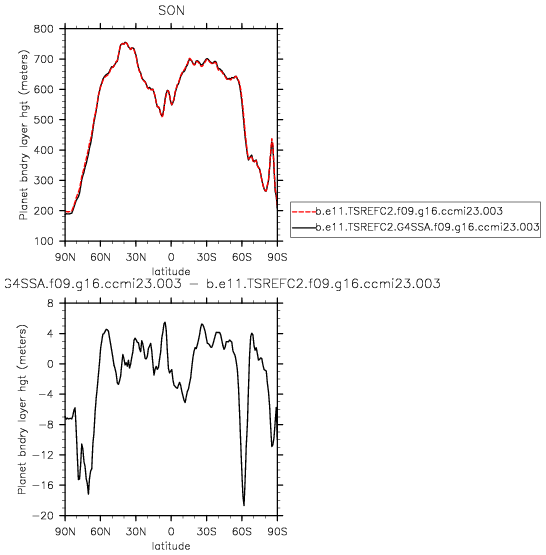 SON
800
700
600
500
400
300
200
100
Planet bndry layer hgt (meters)
90N 60N 30N 0 30S 60S 90S
latitude
b.e11.TSREFC2.f09.g16.ccmi23.003
b.e11.TSREFC2.G4SSA.f09.g16.ccmi23.003
G4SSA.f09.g16.ccmi23.003 − b.e11.TSREFC2.f09.g16.ccmi23.003
8
4
0
−4
−8
−12
−16
−20
Planet bndry layer hgt (meters)
90N 60N 30N 0 30S 60S 90S
latitude